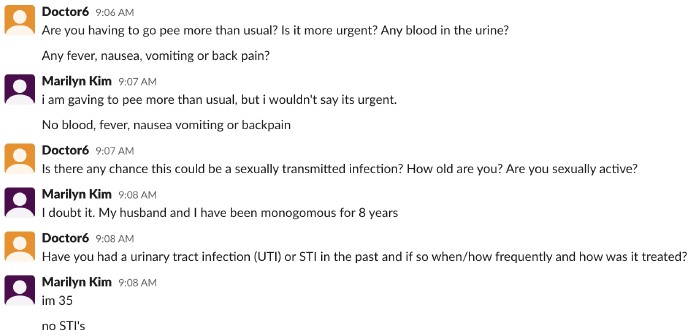 Doctor6 9:06 AM
Are you having to go pee more than usual? Is it more urgent? Any blood in the urine?
Any fever, nausea, vomiting or back pain?
Marilyn Kim 9:07 AM
i am gaving to pee more than usual, but i wouldn't say its urgent.
No blood, fever, nausea vomiting or backpain
Doctor6 9:07 AM
Is there any chance this could be a sexually transmitted infection? How old are you? Are you sexually active?
Marilyn Kim 9:08 AM
I doubt it. My husband and I have been monogomous for 8 years
Doctor6 9:08 AM
Have you had a urinary tract infection (UTI) or STI in the past and if so when/how frequently and how was it treated?
Marilyn Kim 9:08 AM
im 35
no STI's